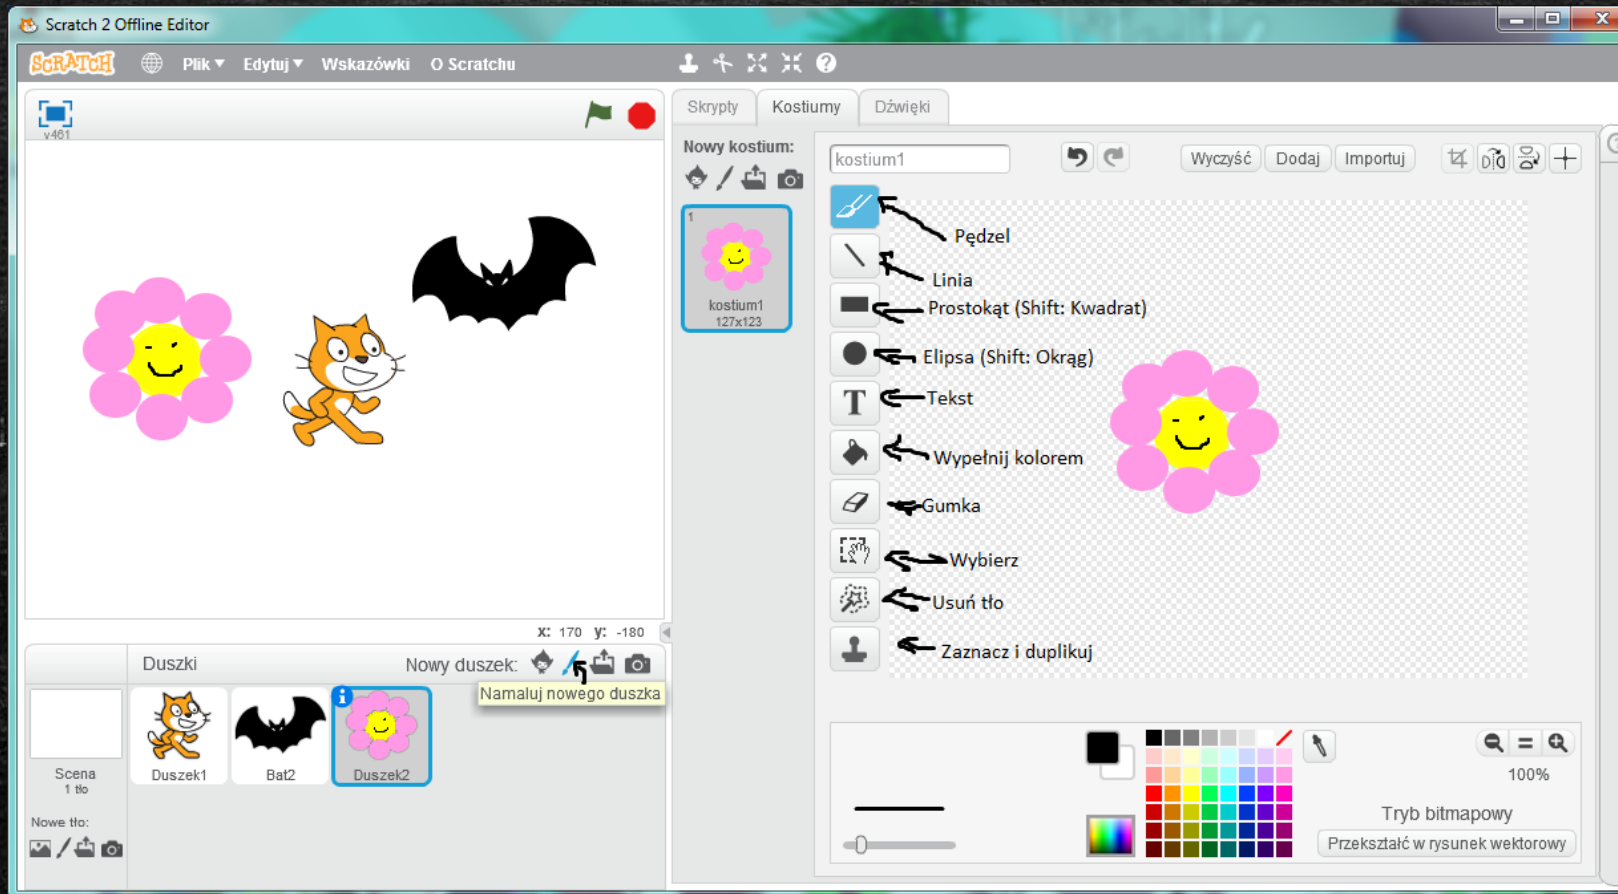 Scratch 2 Offline Editor
SCRATCH Plik Edytuj Wskazówki O Scratchu
v461
Skrypty Kostiumy Dźwięki
Nowy kostium:
1
kostium1
127x123
kostium1
Wyczyść Dodaj Importuj
Pędzel
Linia
Prostokąt (Shift: Kwadrat)
Elipsa (Shift: Okrąg)
T Tekst
Wypełnij kolorem
Gumka
Wybierz
Usuń tło
Zaznacz i duplikuj
x: 170 y: -180
Duszki Nowy duszek:
Namaluj nowego duszka
Scena
1 tło
Nowe tło:
Duszek1 Bat2 Duszek2
100%
Tryb bitmapowy
Przekształć w rysunek wektorowy